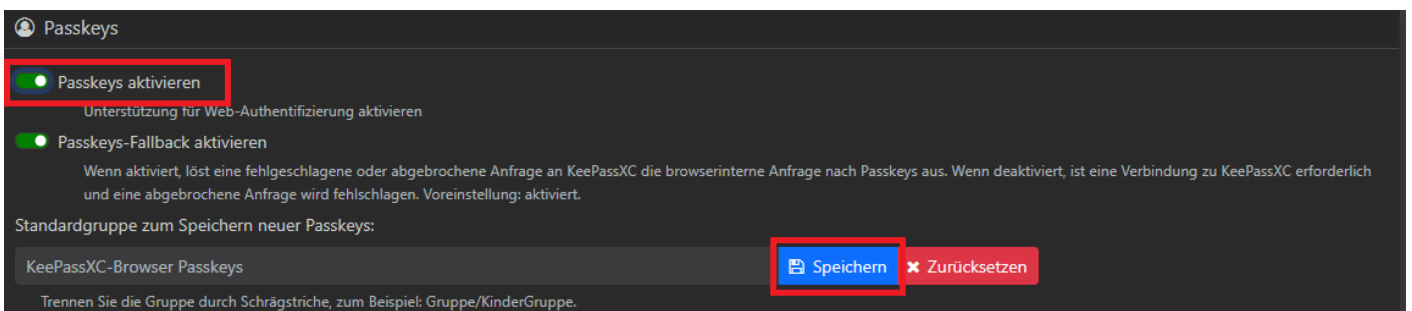 Passkeys
Passkeys aktivieren
Unterstützung für Web-Authentifizierung aktivieren
Passkeys-Fallback aktivieren
Wenn aktiviert, löst eine fehlgeschlagene oder abgebrochene Anfrage an KeePassXC die browserinterne Anfrage nach Passkeys aus. Wenn deaktiviert, ist eine Verbindung zu KeePassXC erforderlich
und eine abgebrochene Anfrage wird fehlschlagen. Voreinstellung: aktiviert.
Standardgruppe zum Speichern neuer Passkeys:
KeePassXC-Browser Passkeys Speichern Zurücksetzen
Trennen Sie die Gruppe durch Schrägstriche, zum Beispiel: Gruppe/KinderGruppe.